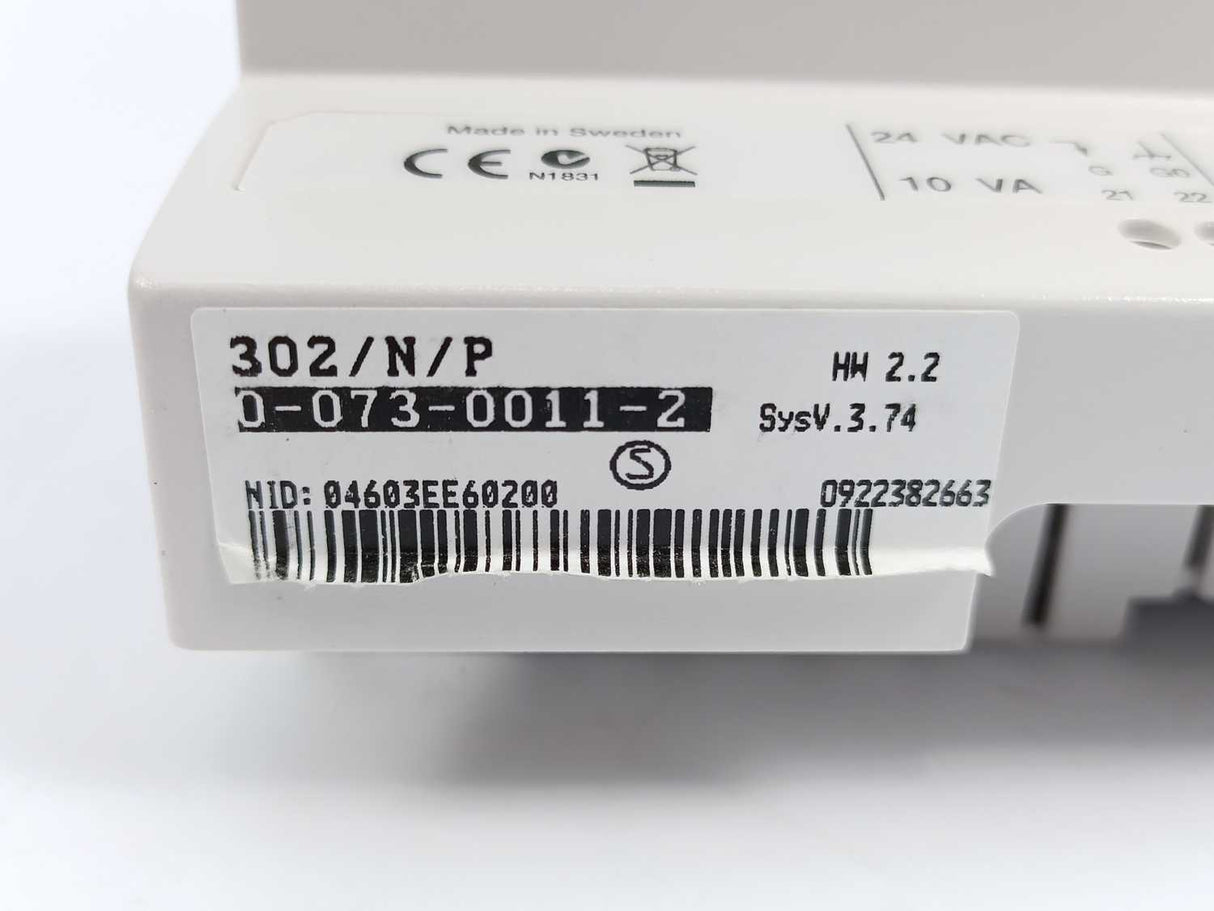 Made in Sweden
CE
N1831
24 VAC
10 VA
G G0
21 22
302/N/P
HW 2.2
0-073-0011-2
SysV.3.74
S
NID: 04603EE60200
0922382663